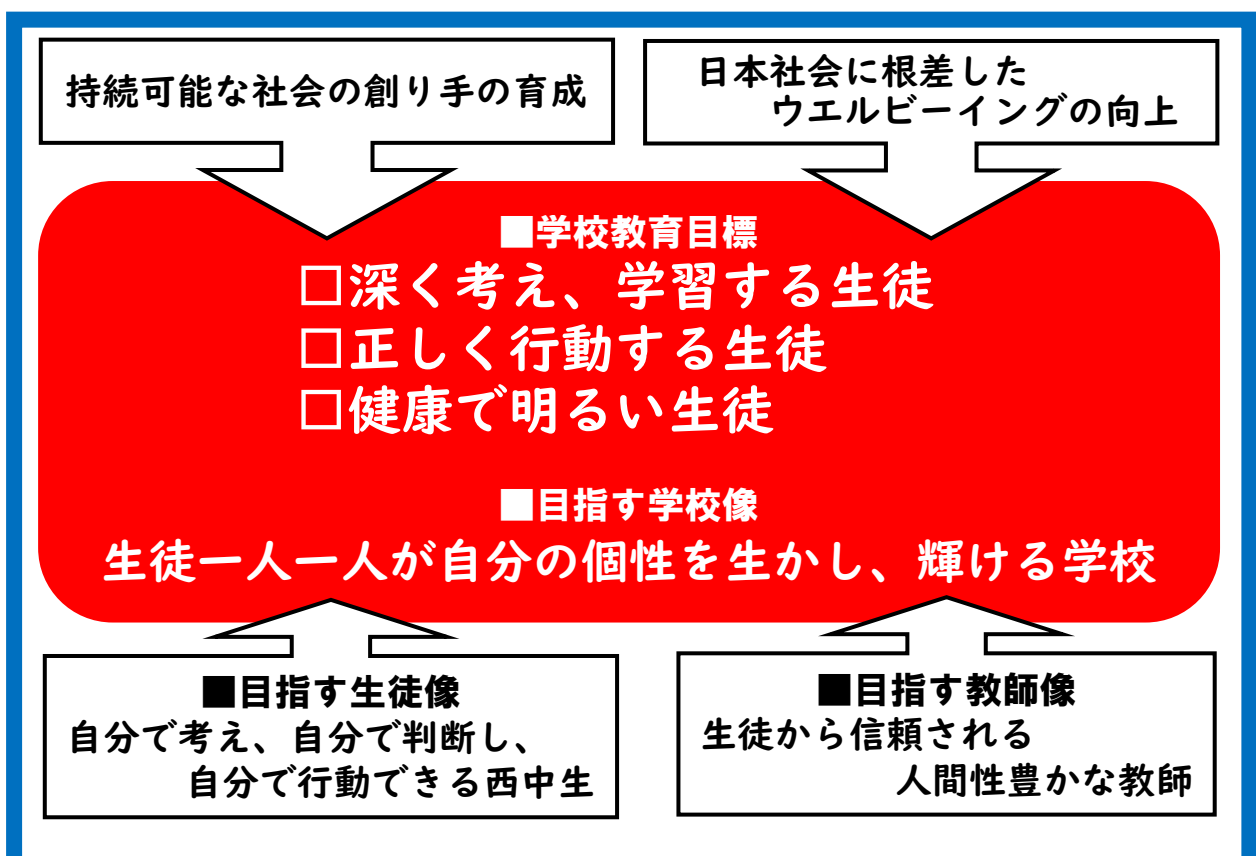 持続可能な社会の創り手の育成
日本社会に根差した
ウエルビーイングの向上
■学校教育目標
□深く考え、学習する生徒
□正しく行動する生徒
□健康で明るい生徒
■目指す学校像
生徒一人一人が自分の個性を生かし、輝ける学校
■目指す生徒像
自分で考え、自分で判断し、
自分で行動できる西中生
■目指す教師像
生徒から信頼される
人間性豊かな教師